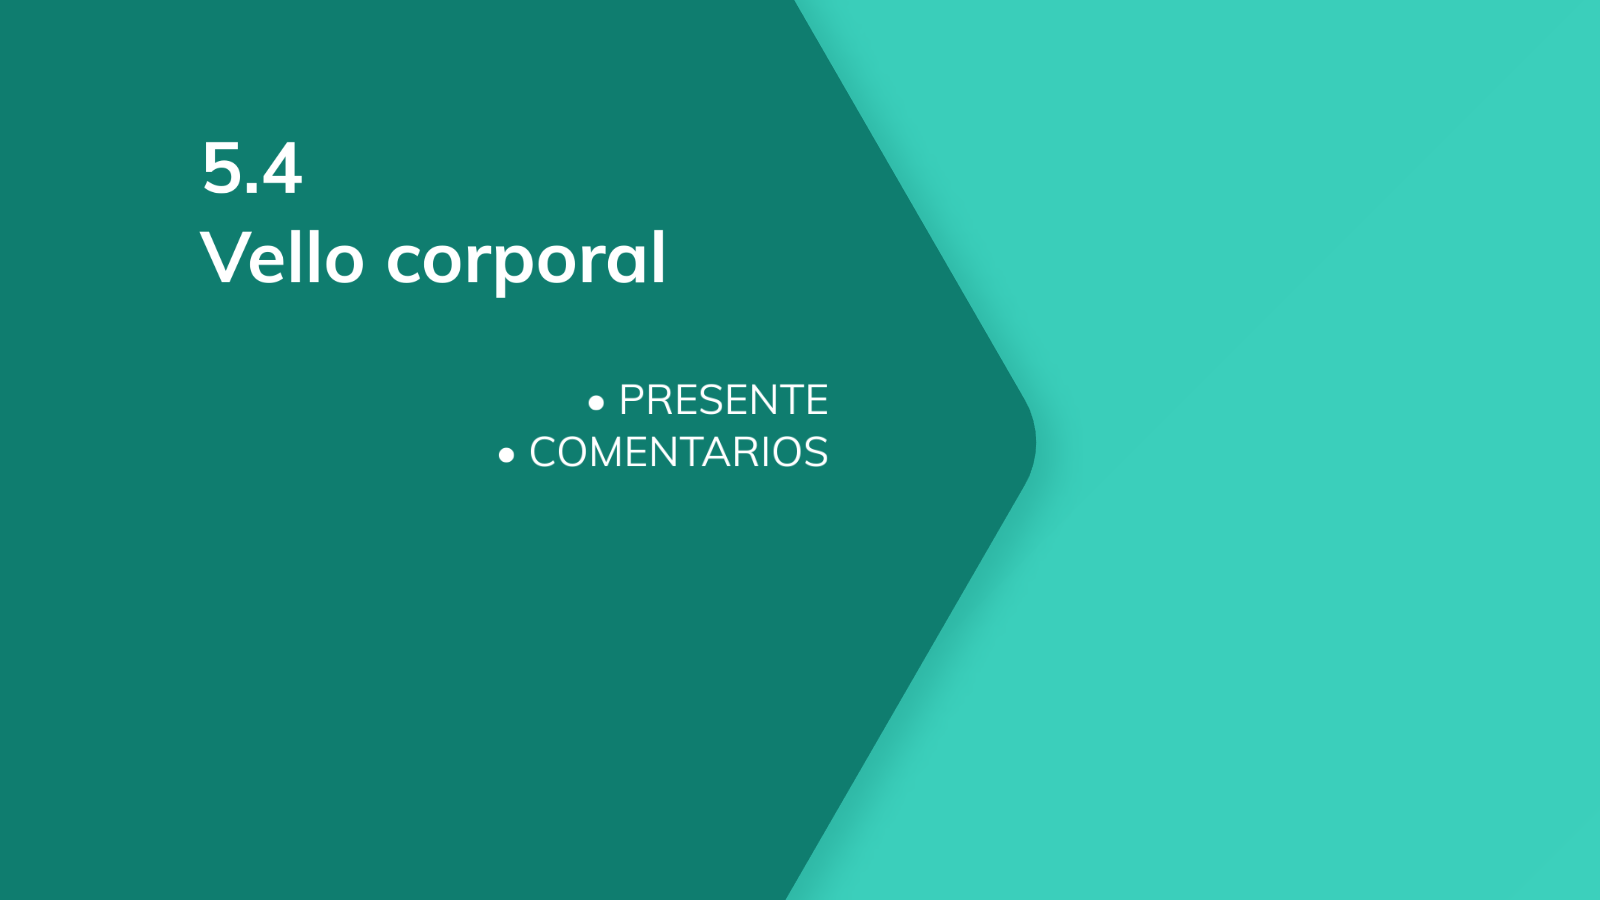 5.4
Vello corporal
• PRESENTE
• COMENTARIOS